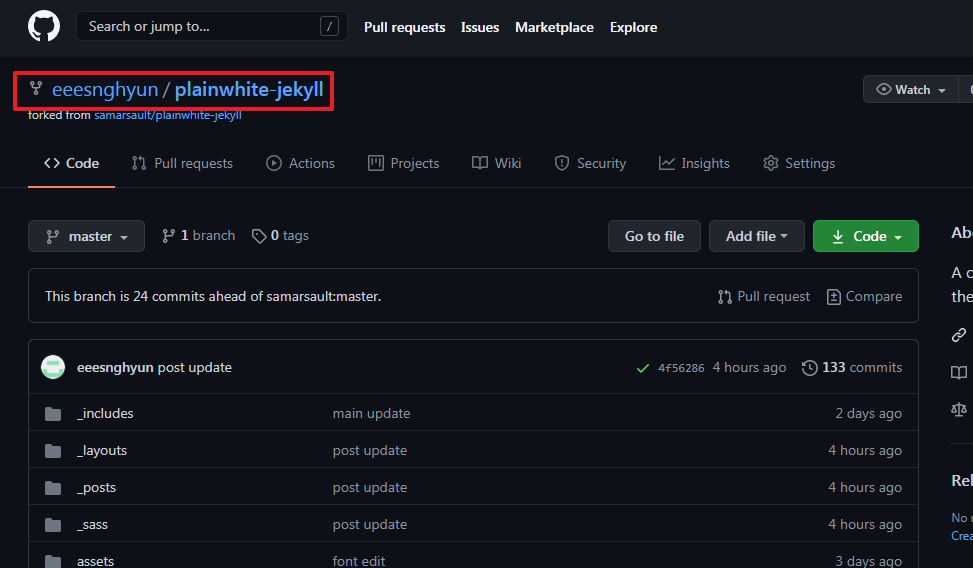 Search or jump to... /
Pull requests Issues Marketplace Explore
eeesnghyun / plainwhite-jekyll
Watch
forked from samarsault/plainwhite-jekyll
Code Pull requests Actions Projects Wiki Security Insights Settings
master 1 branch 0 tags Go to file Add file Code
This branch is 24 commits ahead of samarsault:master. Pull request Compare
eeesnghyun post update 4f56286 4 hours ago 133 commits
_includes main update 2 days ago
_layouts post update 4 hours ago
_posts post update 4 hours ago
_sass post update 4 hours ago
assets font edit 3 days ago
A
the
No